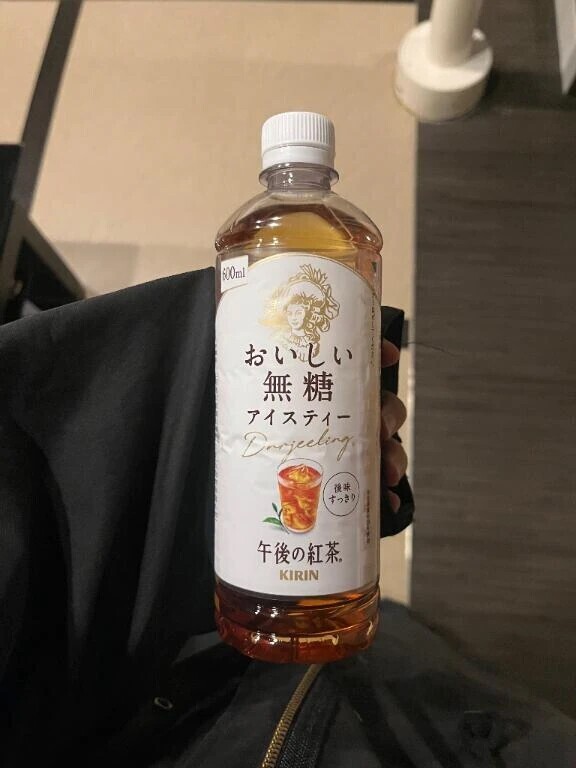 600ml
おいしい
無糖
アイスティー
Darjeeling
後味
すっきり
午後の紅茶®
KIRIN